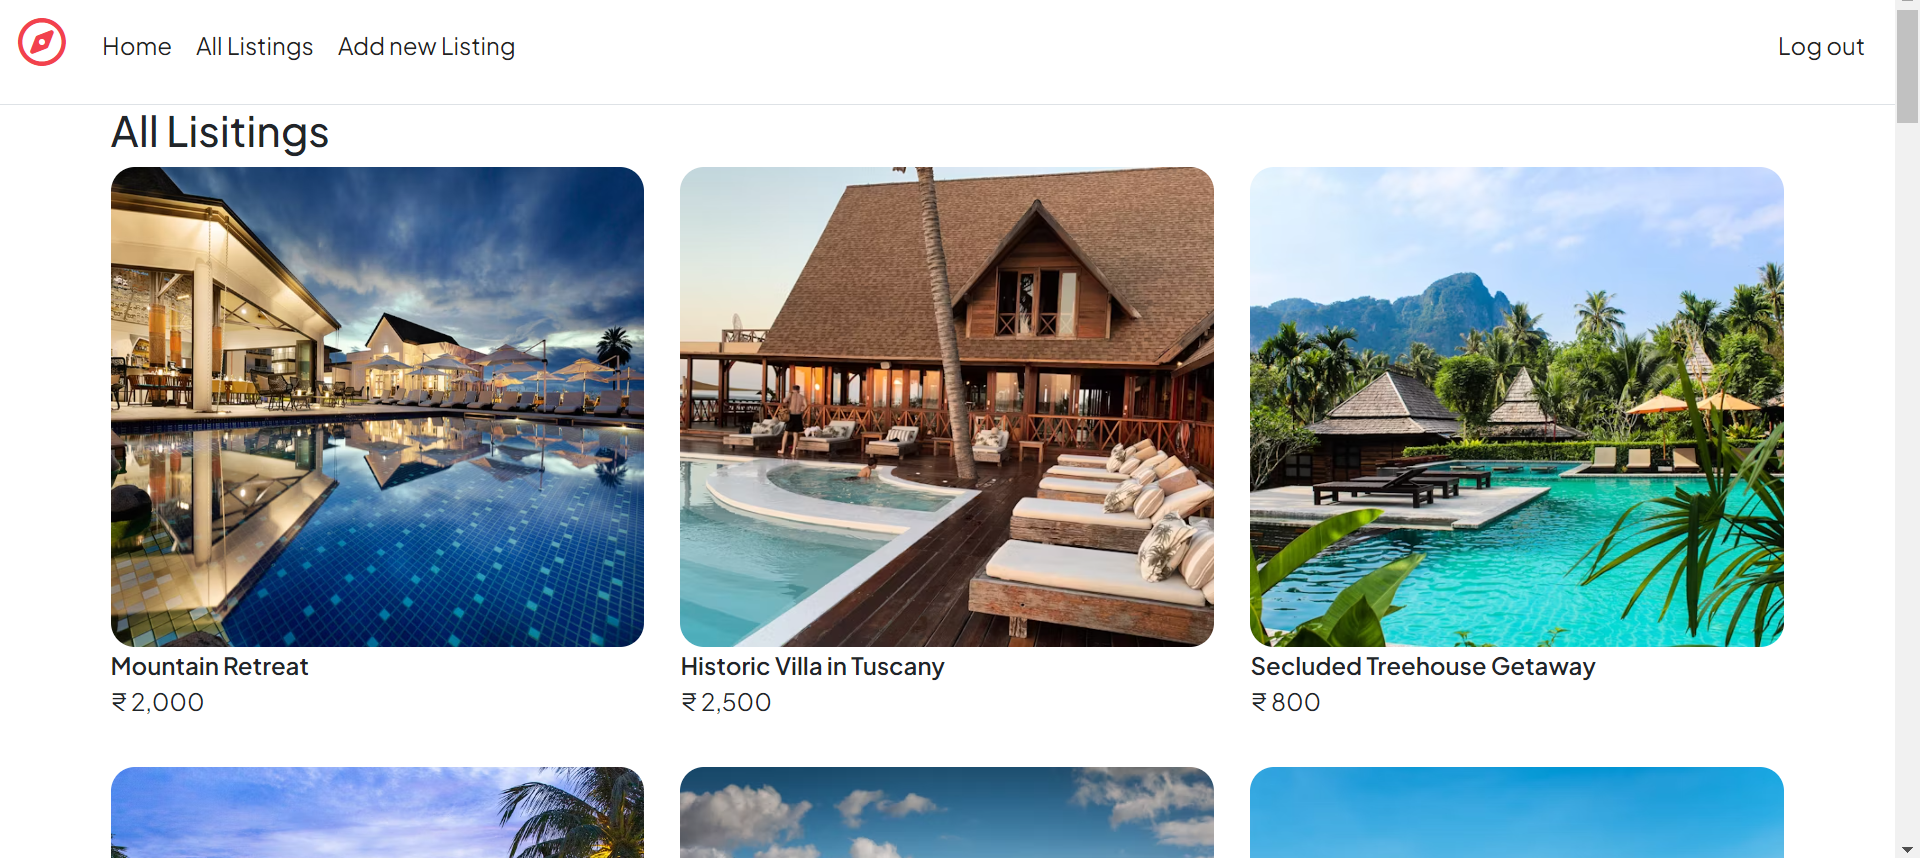 Home All Listings Add new Listing Log out
All Lisitings
Mountain Retreat Historic Villa in Tuscany Secluded Treehouse Getaway
₹ 2,000 ₹ 2,500 ₹ 800